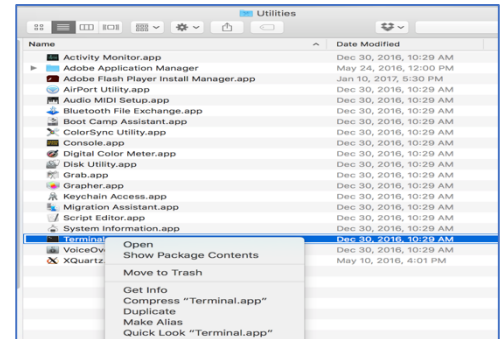 Utilities
Name Date Modified
Activity Monitor.app Dec 30, 2016, 10:29 AM
Adobe Application Manager May 24, 2016, 12:00 PM
Adobe Flash Player Install Manager.app Jan 10, 2017, 5:30 PM
AirPort Utility.app Dec 30, 2016, 10:29 AM
Audio MIDI Setup.app Dec 30, 2016, 10:29 AM
Bluetooth File Exchange.app Dec 30, 2016, 10:29 AM
Boot Camp Assistant.app Dec 30, 2016, 10:29 AM
ColorSync Utility.app Dec 30, 2016, 10:29 AM
Console.app Dec 30, 2016, 10:29 AM
Digital Color Meter.app Dec 30, 2016, 10:29 AM
Disk Utility.app Dec 30, 2016, 10:29 AM
Grab.app Dec 30, 2016, 10:29 AM
Grapher.app Dec 30, 2016, 10:29 AM
Keychain Access.app Dec 30, 2016, 10:29 AM
Migration Assistant.app Dec 30, 2016, 10:29 AM
Script Editor.app Dec 30, 2016, 10:29 AM
System Information.app Dec 30, 2016, 10:29 AM
Terminal Dec 30, 2016, 10:29 AM
VoiceOv Dec 30, 2016, 10:29 AM
XQuartz May 10, 2016, 4:01 PM
Open
Show Package Contents
Move to Trash
Get Info
Compress “Terminal.app”
Duplicate
Make Alias
Quick Look “Terminal.app”